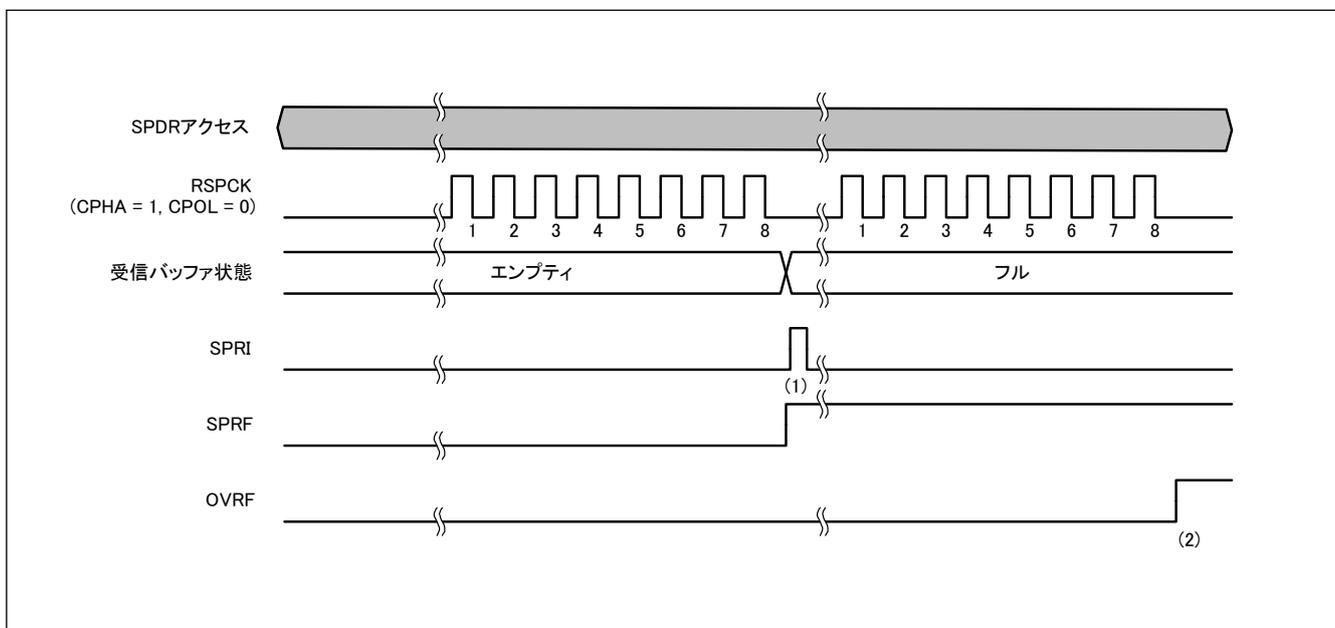 SPDRアクセス
RSPCK
(CPHA = 1, CPOL = 0)
1 2 3 4 5 6 7 8 1 2 3 4 5 6 7 8
受信バッファ状態 エンプティ フル
SPRI
(1)
SPRF
OVRF
(2)